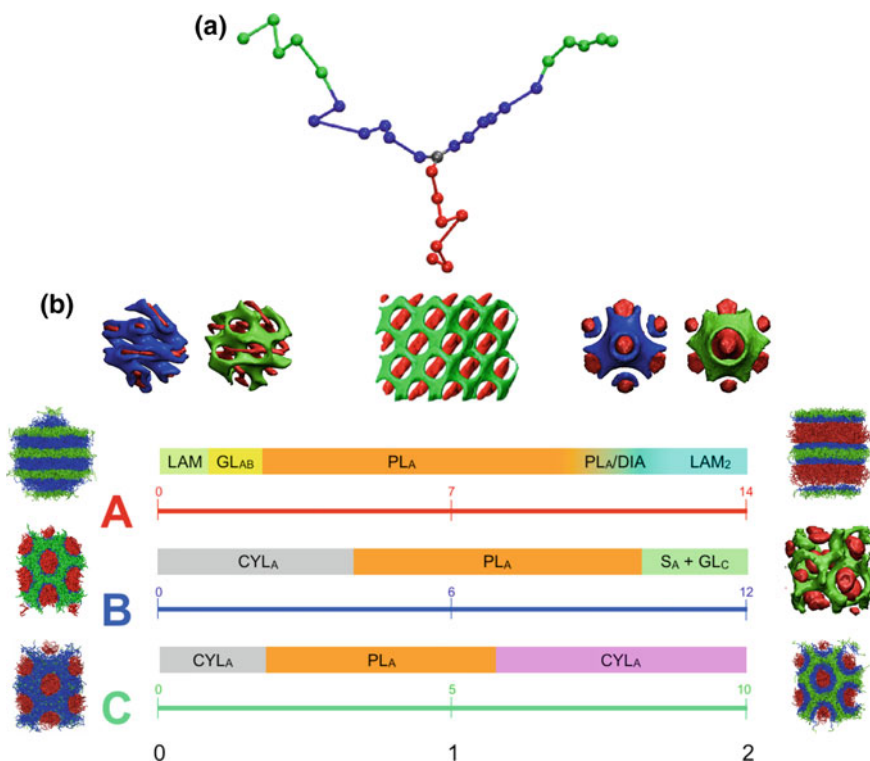 (a)
(b)
LAM GLAB PLA PLA/DIA LAM2
0 7 14
A
CYLA PLA SA + GLC
0 6 12
B
CYLA PLA CYLA
0 5 10
C
0 1 2